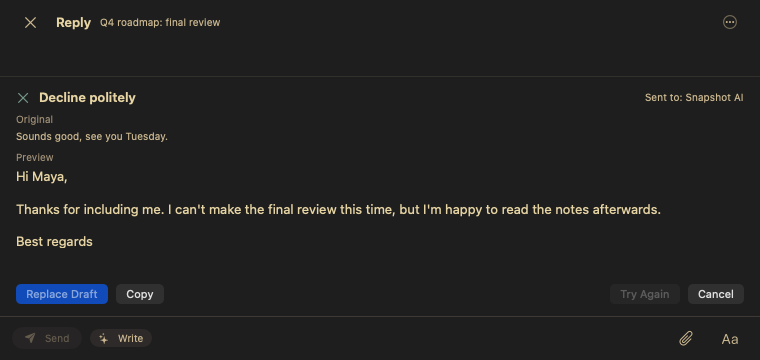 Reply Q4 roadmap: final review
Decline politely Sent to: Snapshot AI
Original
Sounds good, see you Tuesday.
Preview
Hi Maya,
Thanks for including me. I can't make the final review this time, but I'm happy to read the notes afterwards.
Best regards
Replace Draft Copy Try Again Cancel
Send Write Aa